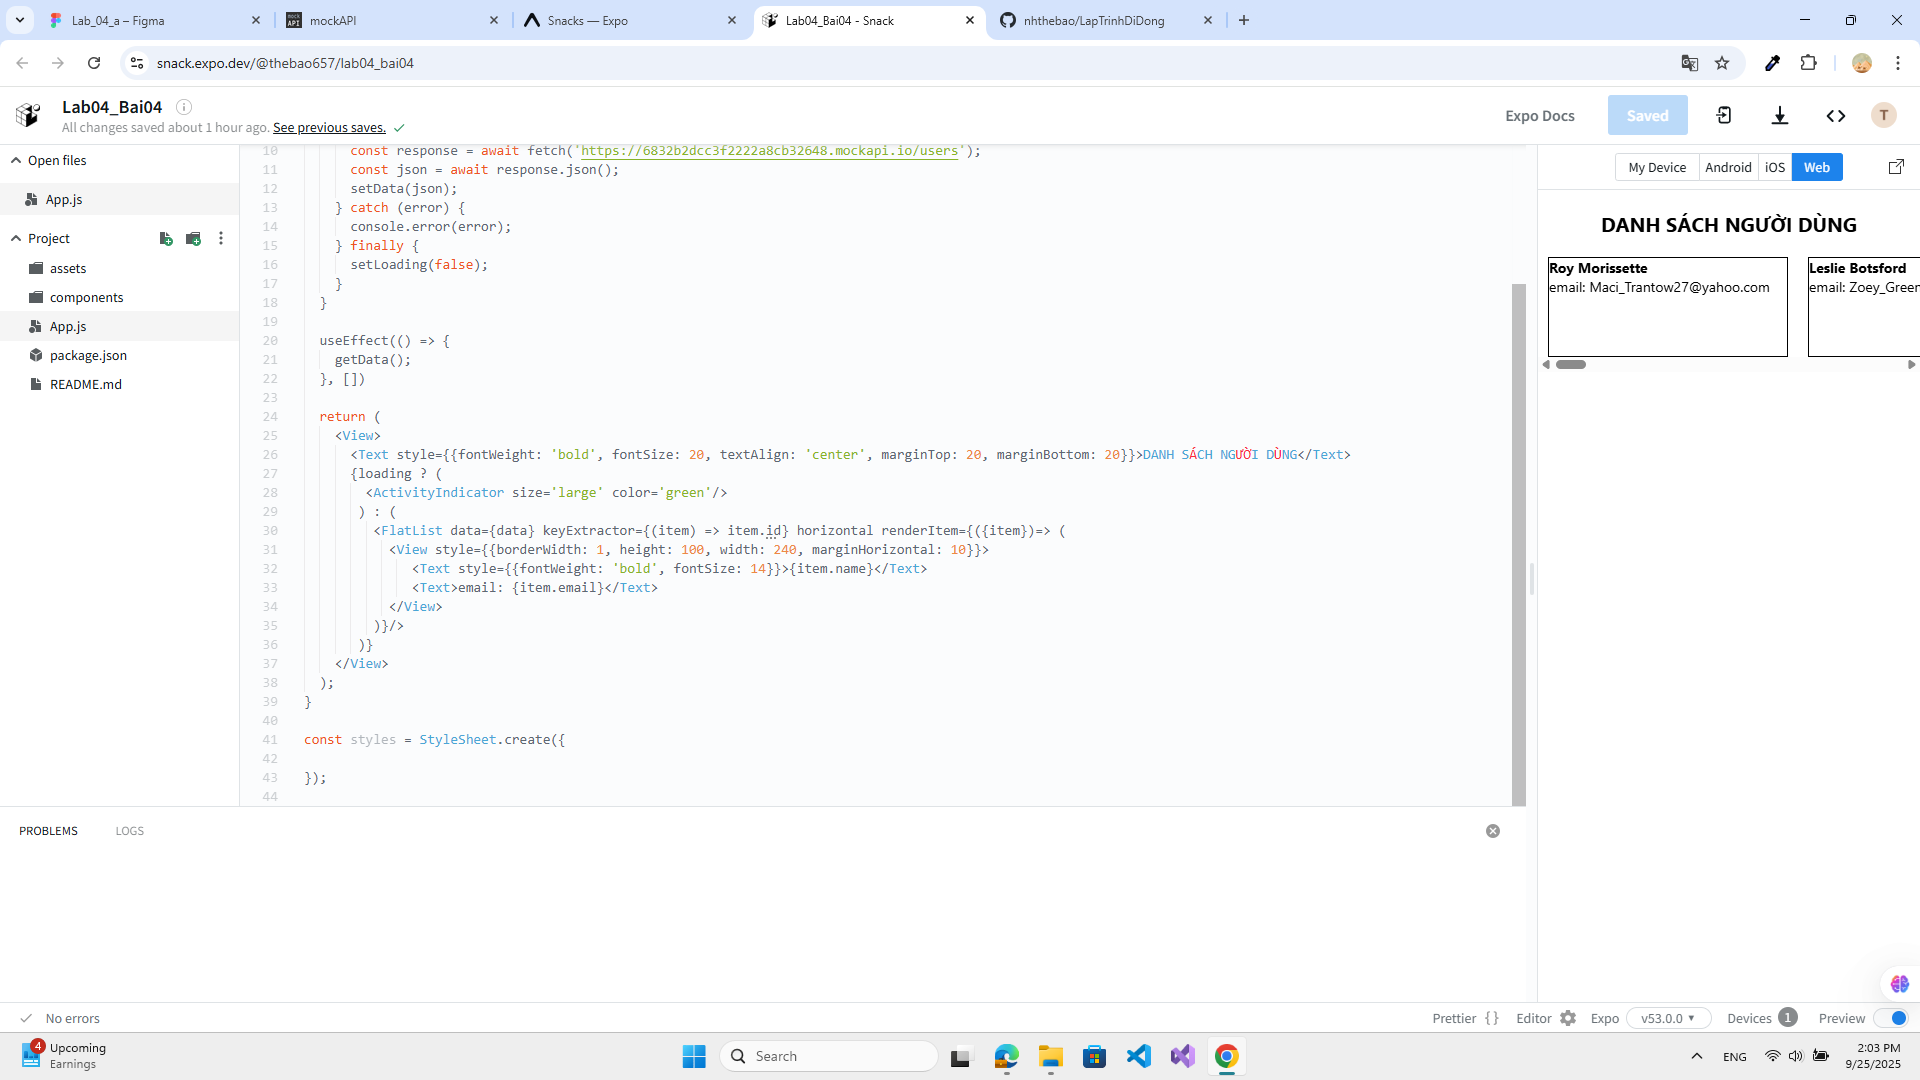 Lab_04_a – Figma
mockAPI
Snacks — Expo
Lab04_Bai04 - Snack
nhthebao/LapTrinhDiDong
snack.expo.dev/@thebao657/lab04_bai04
Lab04_Bai04
All changes saved about 1 hour ago. See previous saves.
Expo Docs
Saved
T
Open files
App.js
Project
assets
components
App.js
package.json
README.md
10 const response = await fetch('https://6832b2dcc3f2222a8cb32648.mockapi.io/users');
11 const json = await response.json();
12 setData(json);
13 } catch (error) {
14 console.error(error);
15 } finally {
16 setLoading(false);
17 }
18 }
19
20 useEffect(() => {
21 getData();
22 }, [])
23
24 return (
25 <View>
26 <Text style={{fontWeight: 'bold', fontSize: 20, textAlign: 'center', marginTop: 20, marginBottom: 20}}>DANH SÁCH NGƯỜI DÙNG</Text>
27 {loading ? (
28 <ActivityIndicator size='large' color='green'/>
29 ) : (
30 <FlatList data={data} keyExtractor={(item) => item.id} horizontal renderItem={({item})=> (
31 <View style={{borderWidth: 1, height: 100, width: 240, marginHorizontal: 10}}>
32 <Text style={{fontWeight: 'bold', fontSize: 14}}>{item.name}</Text>
33 <Text>email: {item.email}</Text>
34 </View>
35 )}/>
36 )}
37 </View>
38 );
39 }
40
41 const styles = StyleSheet.create({
42
43 });
44
My Device
Android
iOS
Web
DANH SÁCH NGƯỜI DÙNG
Roy Morissette
email: Maci_Trantow27@yahoo.com
Leslie Botsford
email: Zoey_Green
PROBLEMS
LOGS
No errors
Prettier {}
Editor
Expo
v53.0.0
Devices 1
Preview
4
Upcoming
Earnings
Search
ENG
2:03 PM
9/25/2025